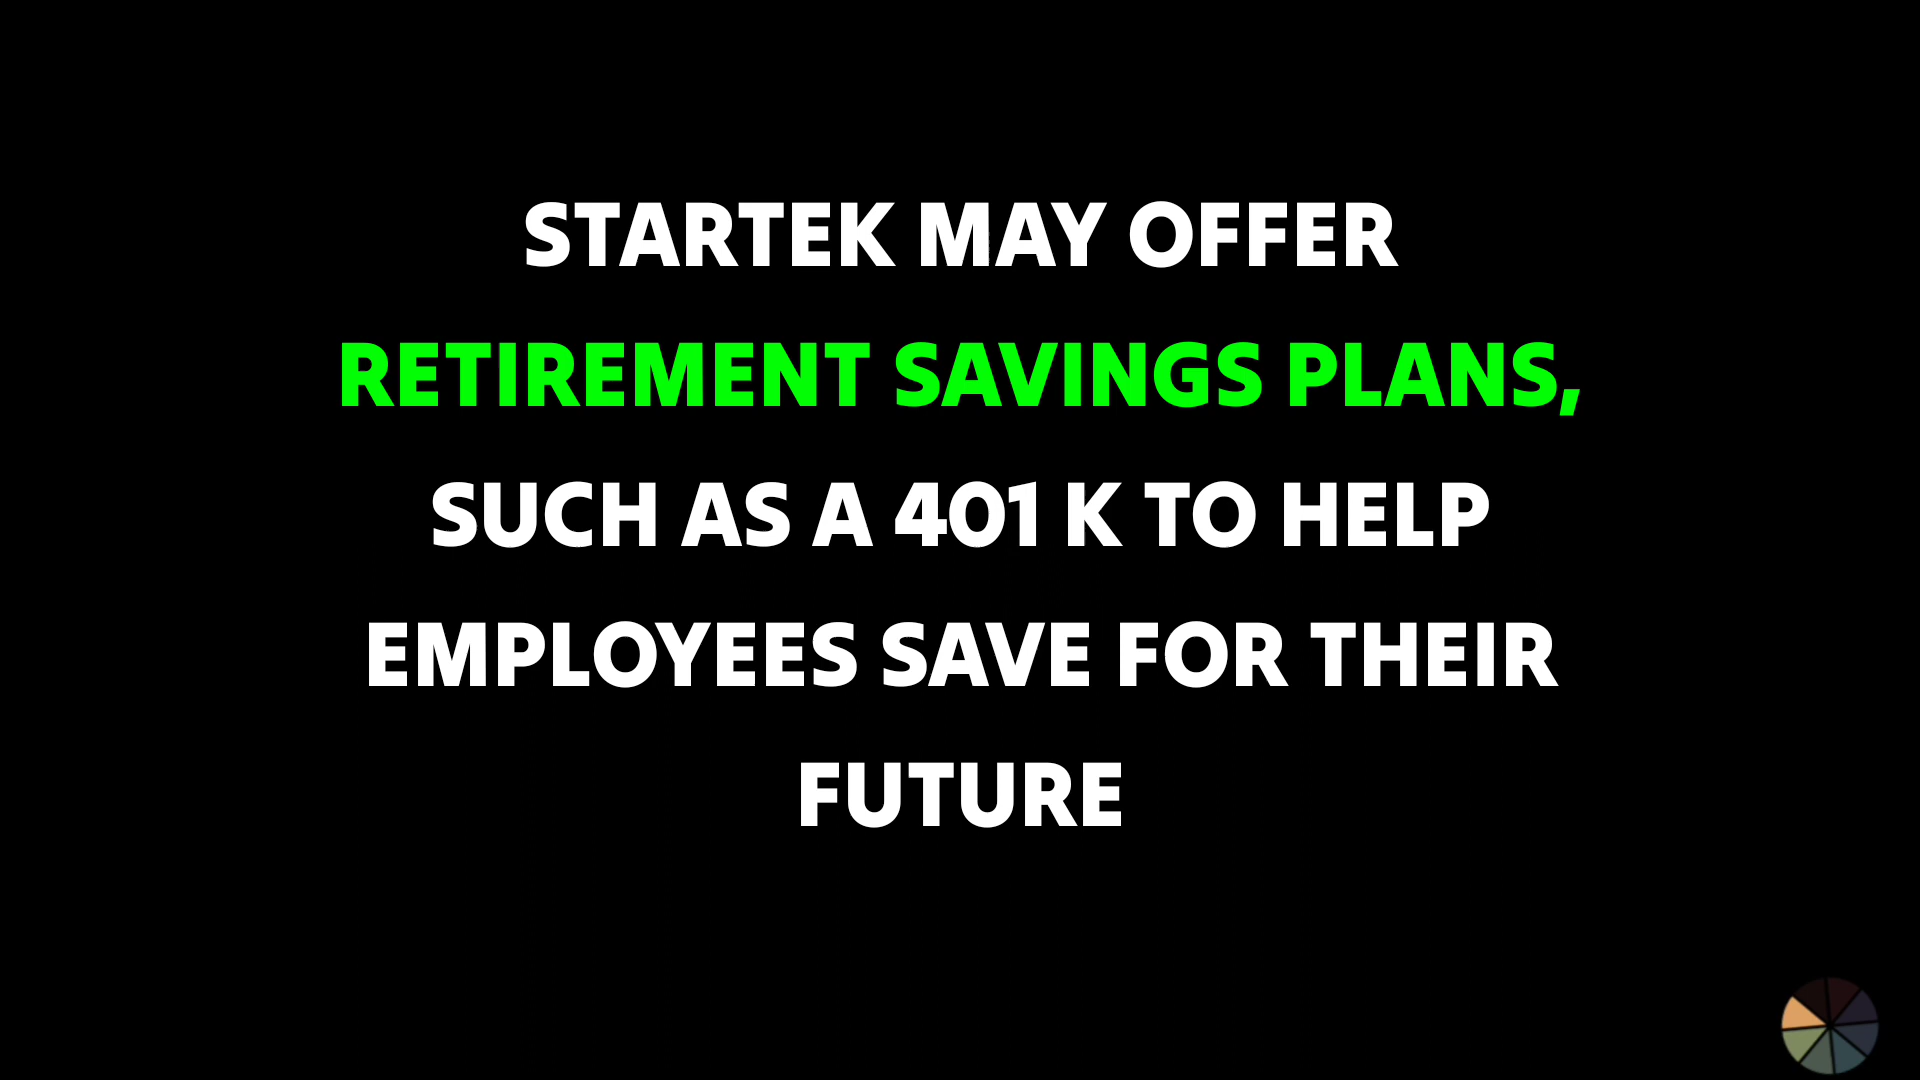 STARTEK MAY OFFER
RETIREMENT SAVINGS PLANS,
SUCH AS A 401 K TO HELP
EMPLOYEES SAVE FOR THEIR
FUTURE